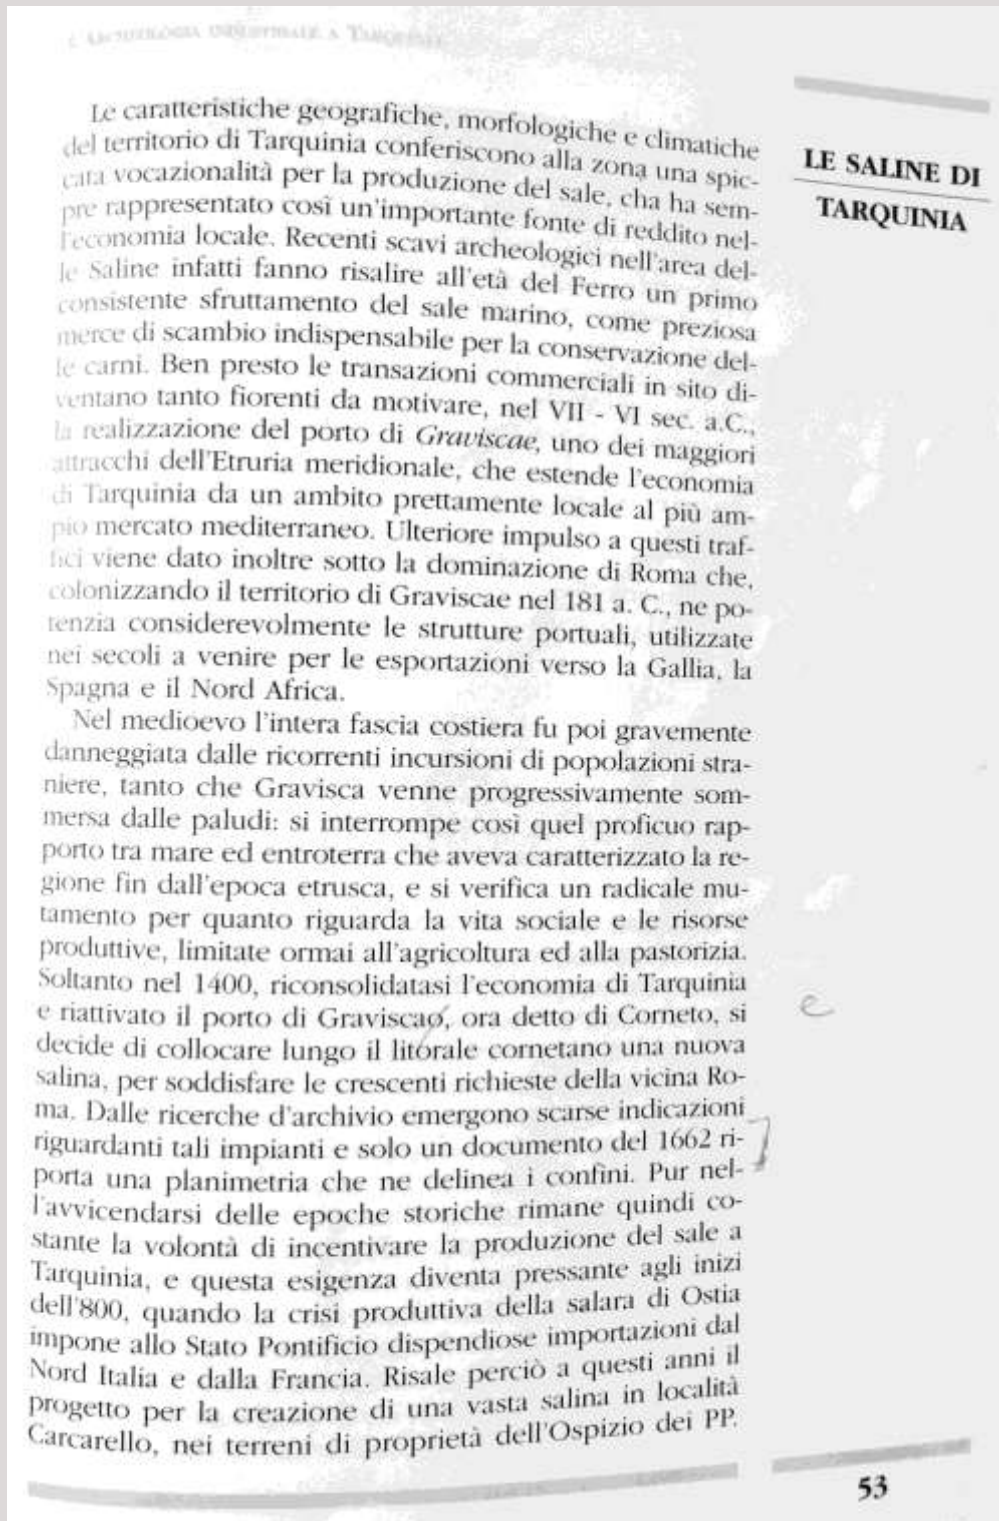 ARCHEOLOGIA INDUSTRIALE A TARQUINIA
Le caratteristiche geografiche, morfologiche e climatiche
del territorio di Tarquinia conferiscono alla zona una spic-
cata vocazionalità per la produzione del sale, cha ha sem-
pre rappresentato così un'importante fonte di reddito nel-
l'economia locale. Recenti scavi archeologici nell'area del-
le Saline infatti fanno risalire all'età del Ferro un primo
consistente sfruttamento del sale marino, come preziosa
merce di scambio indispensabile per la conservazione del-
le carni. Ben presto le transazioni commerciali in sito di-
ventano tanto fiorenti da motivare, nel VII - VI sec. a.C.,
la realizzazione del porto di Graviscae, uno dei maggiori
attracchi dell'Etruria meridionale, che estende l'economia
di Tarquinia da un ambito prettamente locale al più am-
pio mercato mediterraneo. Ulteriore impulso a questi traf-
fici viene dato inoltre sotto la dominazione di Roma che,
colonizzando il territorio di Graviscae nel 181 a. C., ne po-
tenzia considerevolmente le strutture portuali, utilizzate
nei secoli a venire per le esportazioni verso la Gallia, la
Spagna e il Nord Africa.
Nel medioevo l'intera fascia costiera fu poi gravemente
danneggiata dalle ricorrenti incursioni di popolazioni stra-
niere, tanto che Gravisca venne progressivamente som-
mersa dalle paludi: si interrompe così quel proficuo rap-
porto tra mare ed entroterra che aveva caratterizzato la re-
gione fin dall'epoca etrusca, e si verifica un radicale mu-
tamento per quanto riguarda la vita sociale e le risorse
produttive, limitate ormai all'agricoltura ed alla pastorizia.
Soltanto nel 1400, riconsolidatasi l'economia di Tarquinia
e riattivato il porto di Graviscao, ora detto di Corneto, si
decide di collocare lungo il litorale cornetano una nuova
salina, per soddisfare le crescenti richieste della vicina Ro-
ma. Dalle ricerche d'archivio emergono scarse indicazioni
riguardanti tali impianti e solo un documento del 1662 ri-
porta una planimetria che ne delinea i confini. Pur nel-
l'avvicendarsi delle epoche storiche rimane quindi co-
stante la volontà di incentivare la produzione del sale a
Tarquinia, e questa esigenza diventa pressante agli inizi
dell'800, quando la crisi produttiva della salara di Ostia
impone allo Stato Pontificio dispendiose importazioni dal
Nord Italia e dalla Francia. Risale perciò a questi anni il
progetto per la creazione di una vasta salina in località
Carcarello, nei terreni di proprietà dell'Ospizio dei PP.
LE SALINE DI
TARQUINIA
e
53